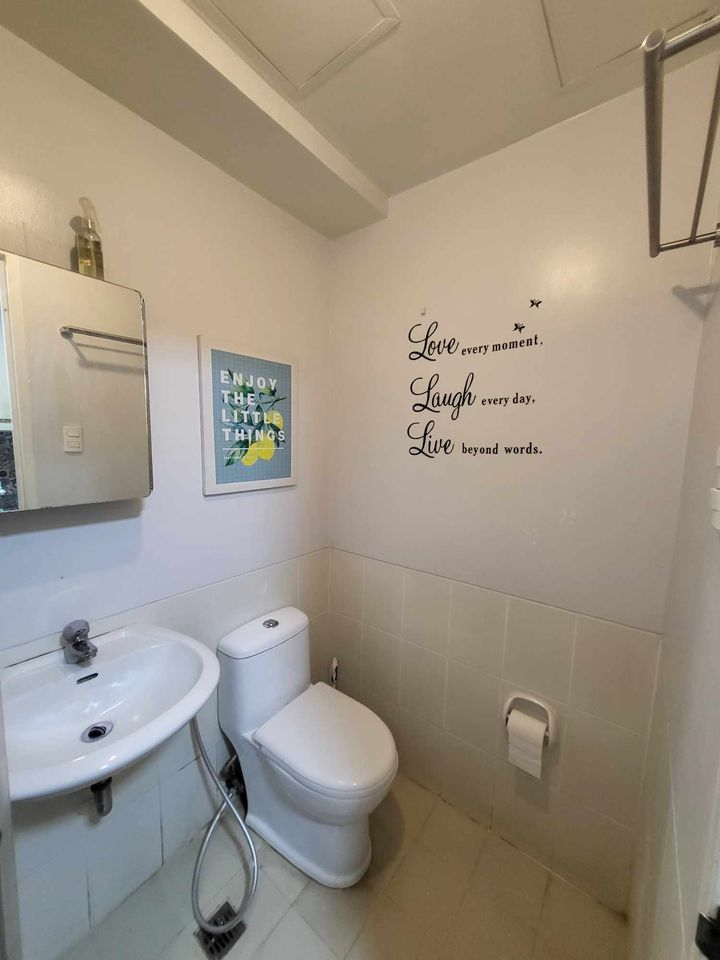 ENJOY
THE
LITTLE
THINGS
Love every moment,
Laugh every day,
Live beyond words.